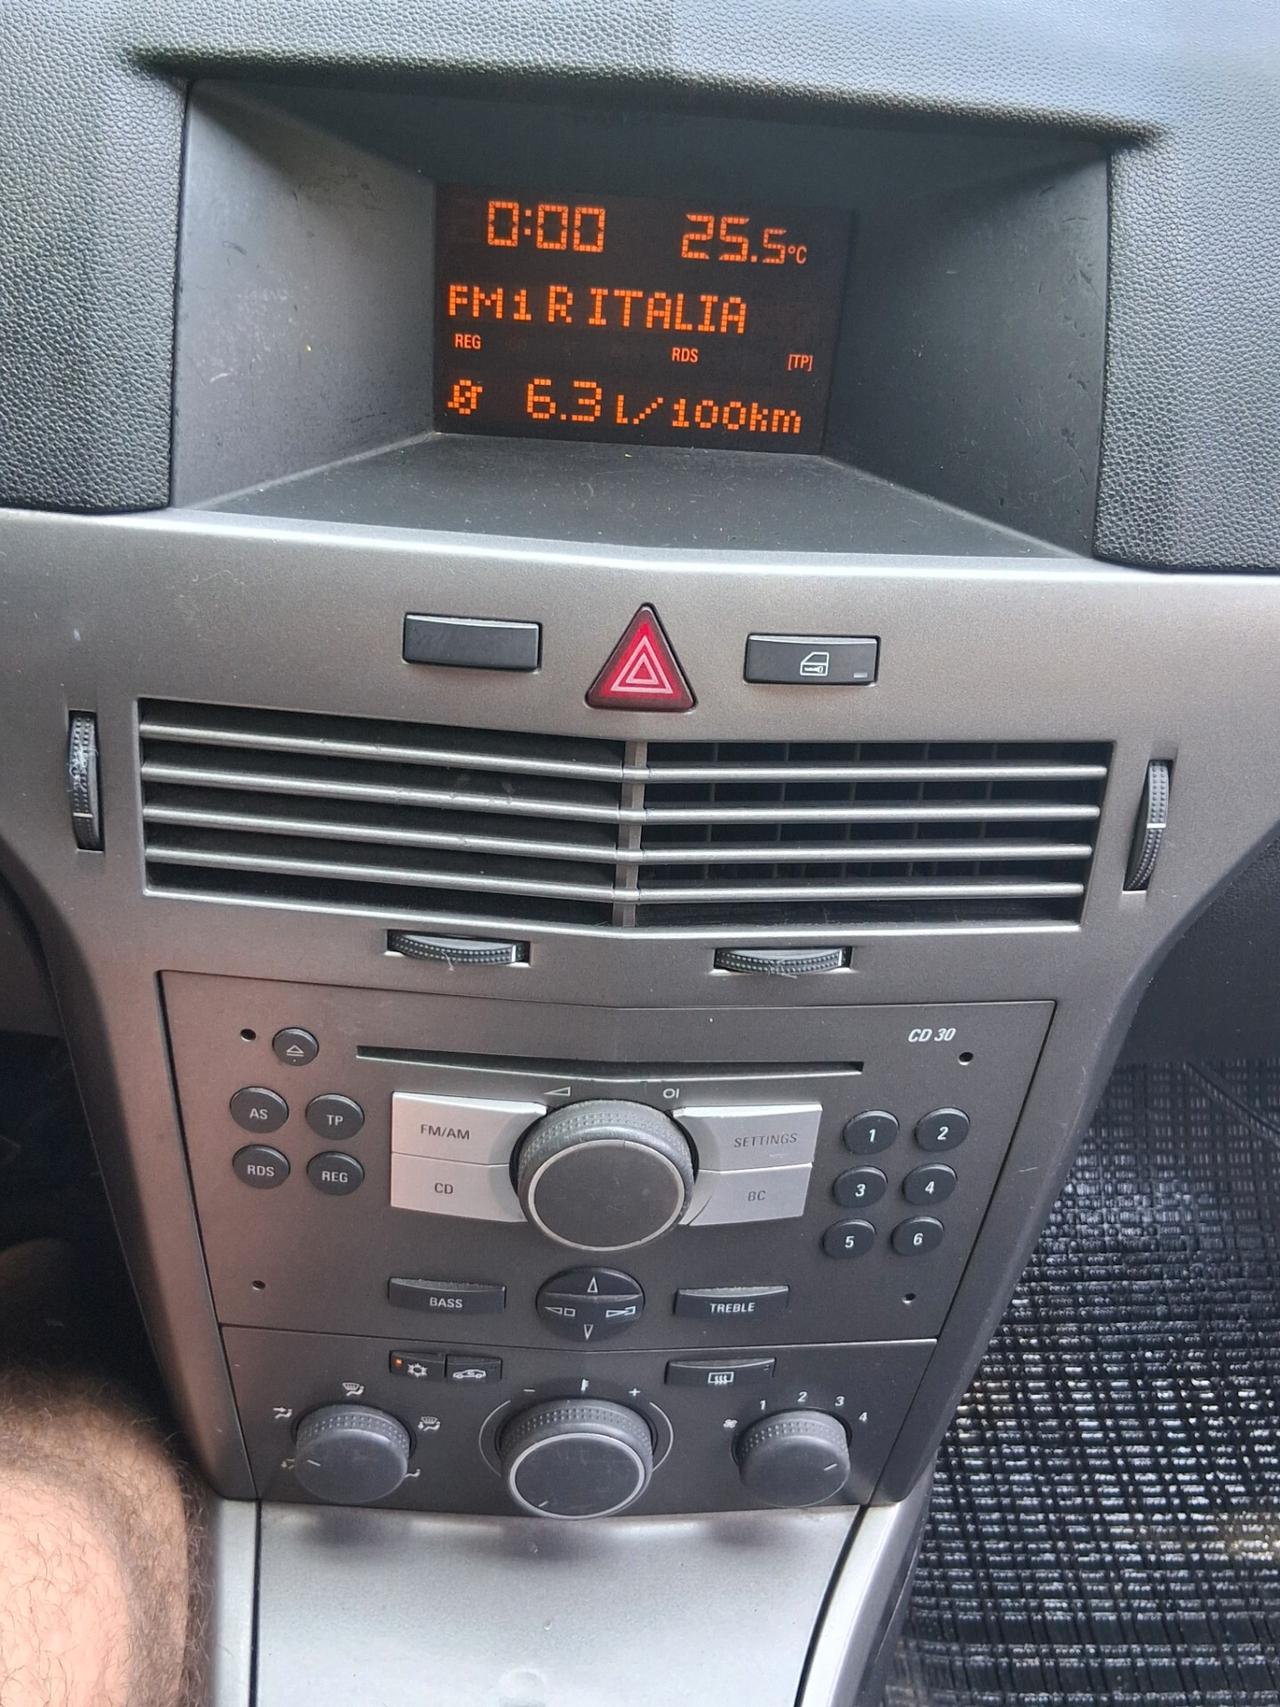 0:00 25.5°C
FM1 R ITALIA
REG RDS [TP]
Ø 6.3 l/100km
CD 30
AS TP
FM/AM SETTINGS
1 2
RDS REG
CD BC
3 4
5 6
BASS TREBLE
- +
1 2 3 4